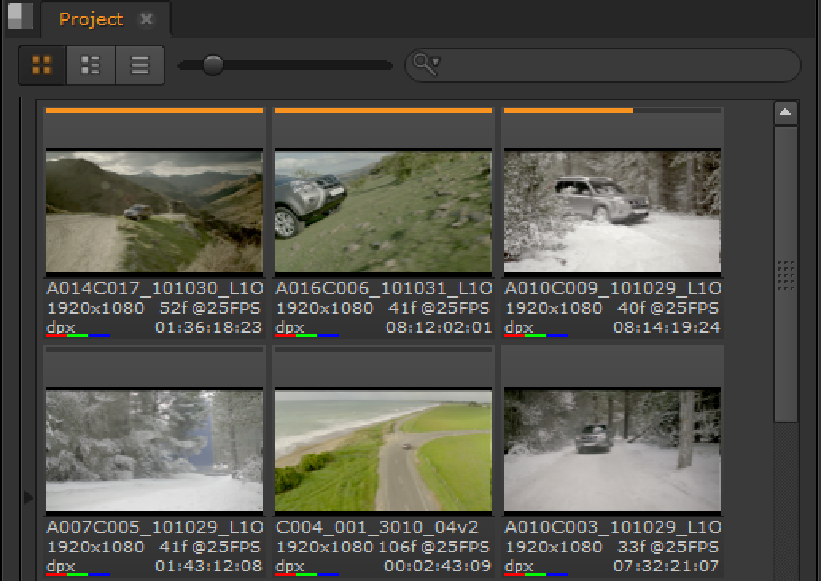 Project
A014C017_101030_L1O
1920x1080 52f@25FPS
dpx 01:36:18:23
A016C006_101031_L1O
1920x1080 41f@25FPS
dpx 08:12:02:01
A010C009_101029_L1O
1920x1080 40f@25FPS
dpx 08:14:19:24
A007C005_101029_L1O
1920x1080 41f@25FPS
dpx 01:43:12:08
C004_001_3010_04v2
1920x1080 106f@25FPS
dpx 00:02:43:09
A010C003_101029_L1O
1920x1080 33f@25FPS
dpx 07:32:21:07